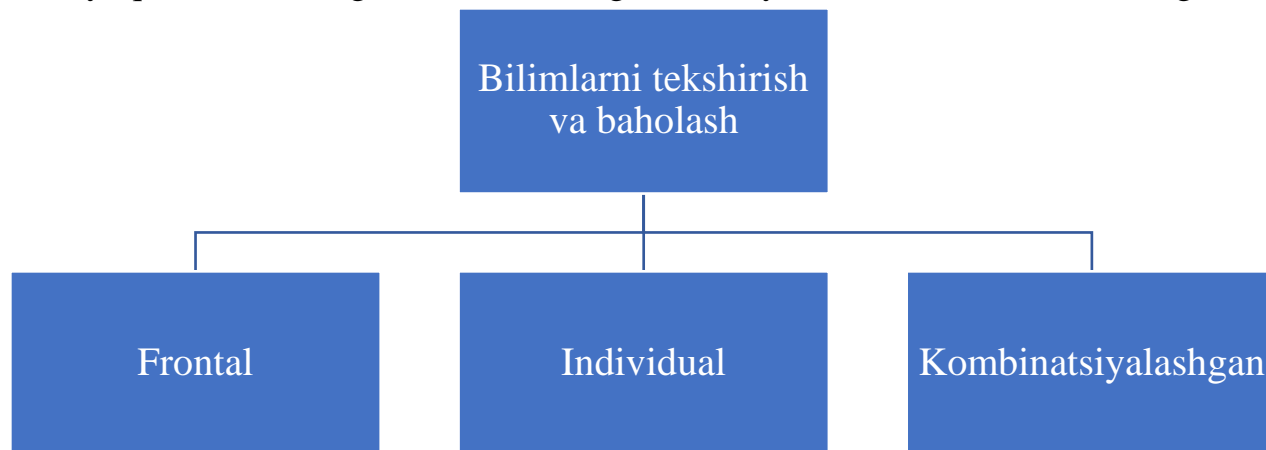 Bilimlarni tekshirish
va baholash
Frontal
Individual
Kombinatsiyalashgan